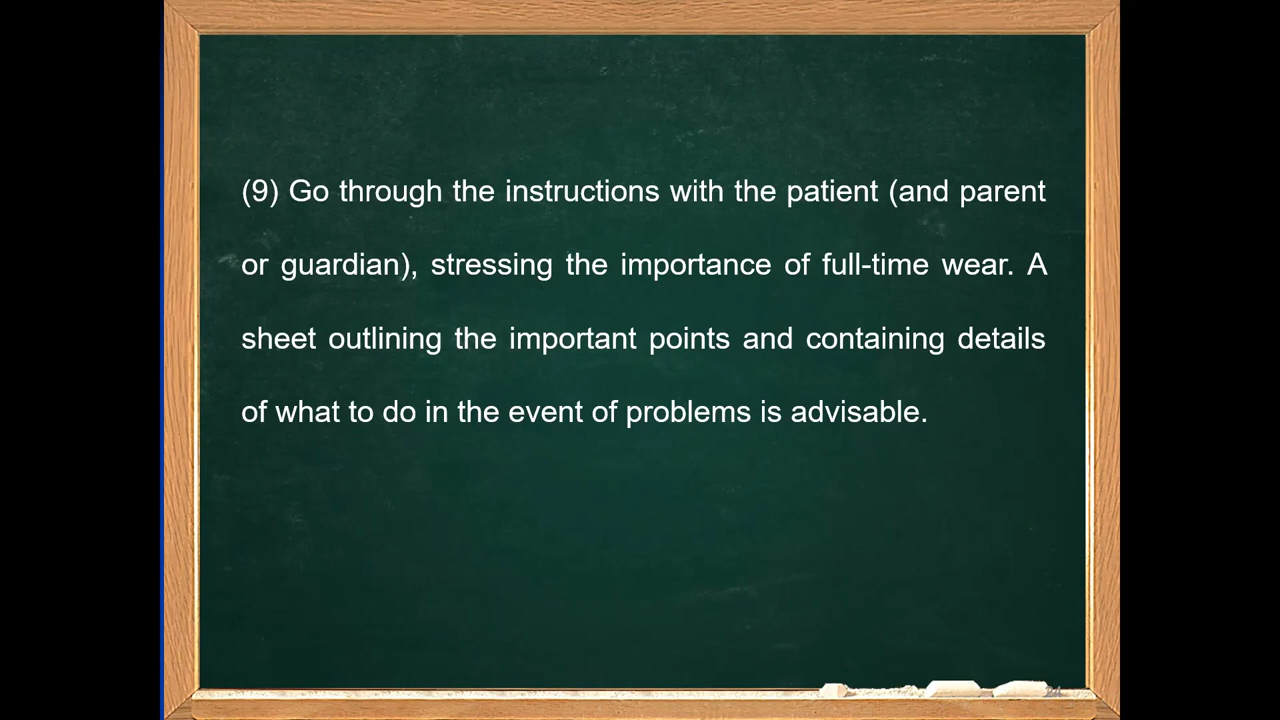 (9) Go through the instructions with the patient (and parent
or guardian), stressing the importance of full-time wear. A
sheet outlining the important points and containing details
of what to do in the event of problems is advisable.